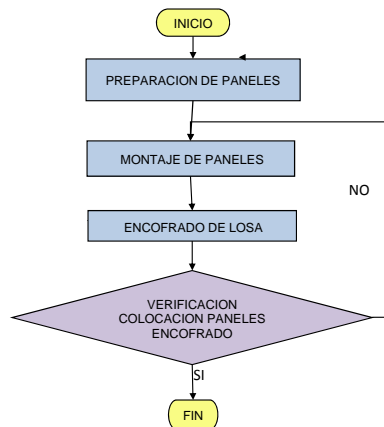 INICIO
PREPARACION DE PANELES
MONTAJE DE PANELES
NO
ENCOFRADO DE LOSA
VERIFICACION
COLOCACION PANELES
ENCOFRADO
SI
FIN